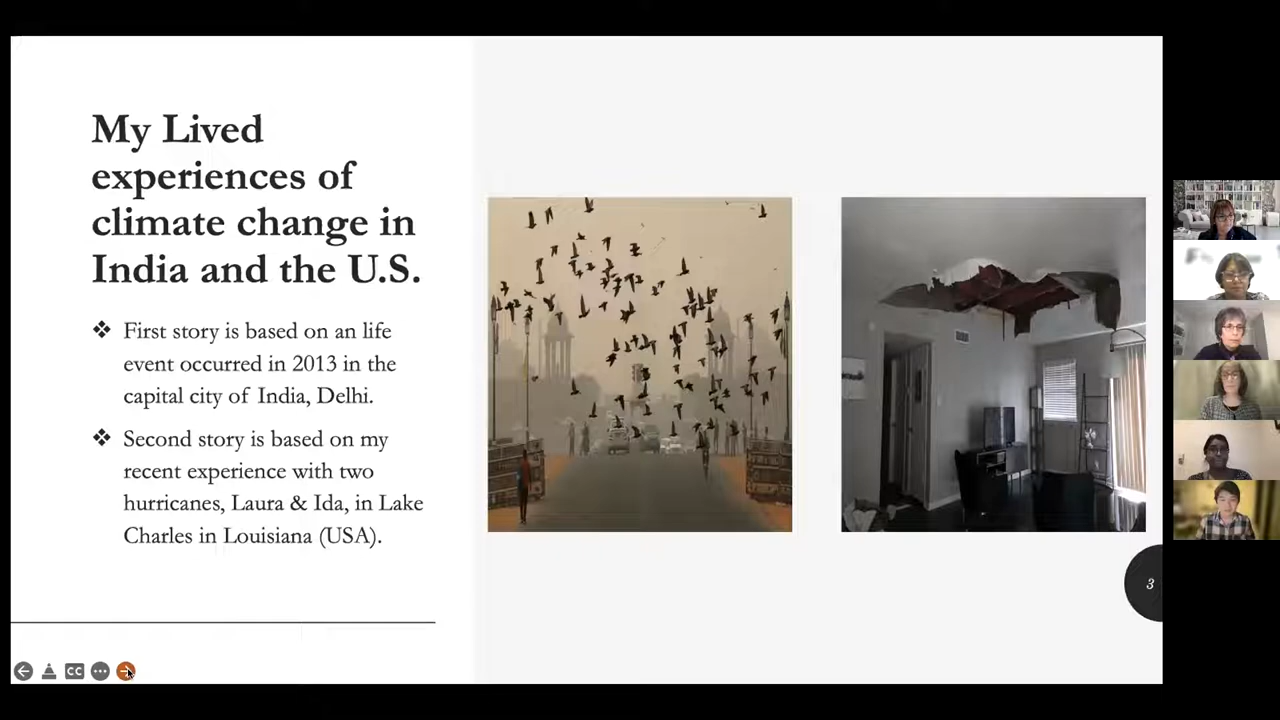 My Lived
experiences of
climate change in
India and the U.S.
❖ First story is based on an life
event occurred in 2013 in the
capital city of India, Delhi.
❖ Second story is based on my
recent experience with two
hurricanes, Laura & Ida, in Lake
Charles in Louisiana (USA).
3
CC